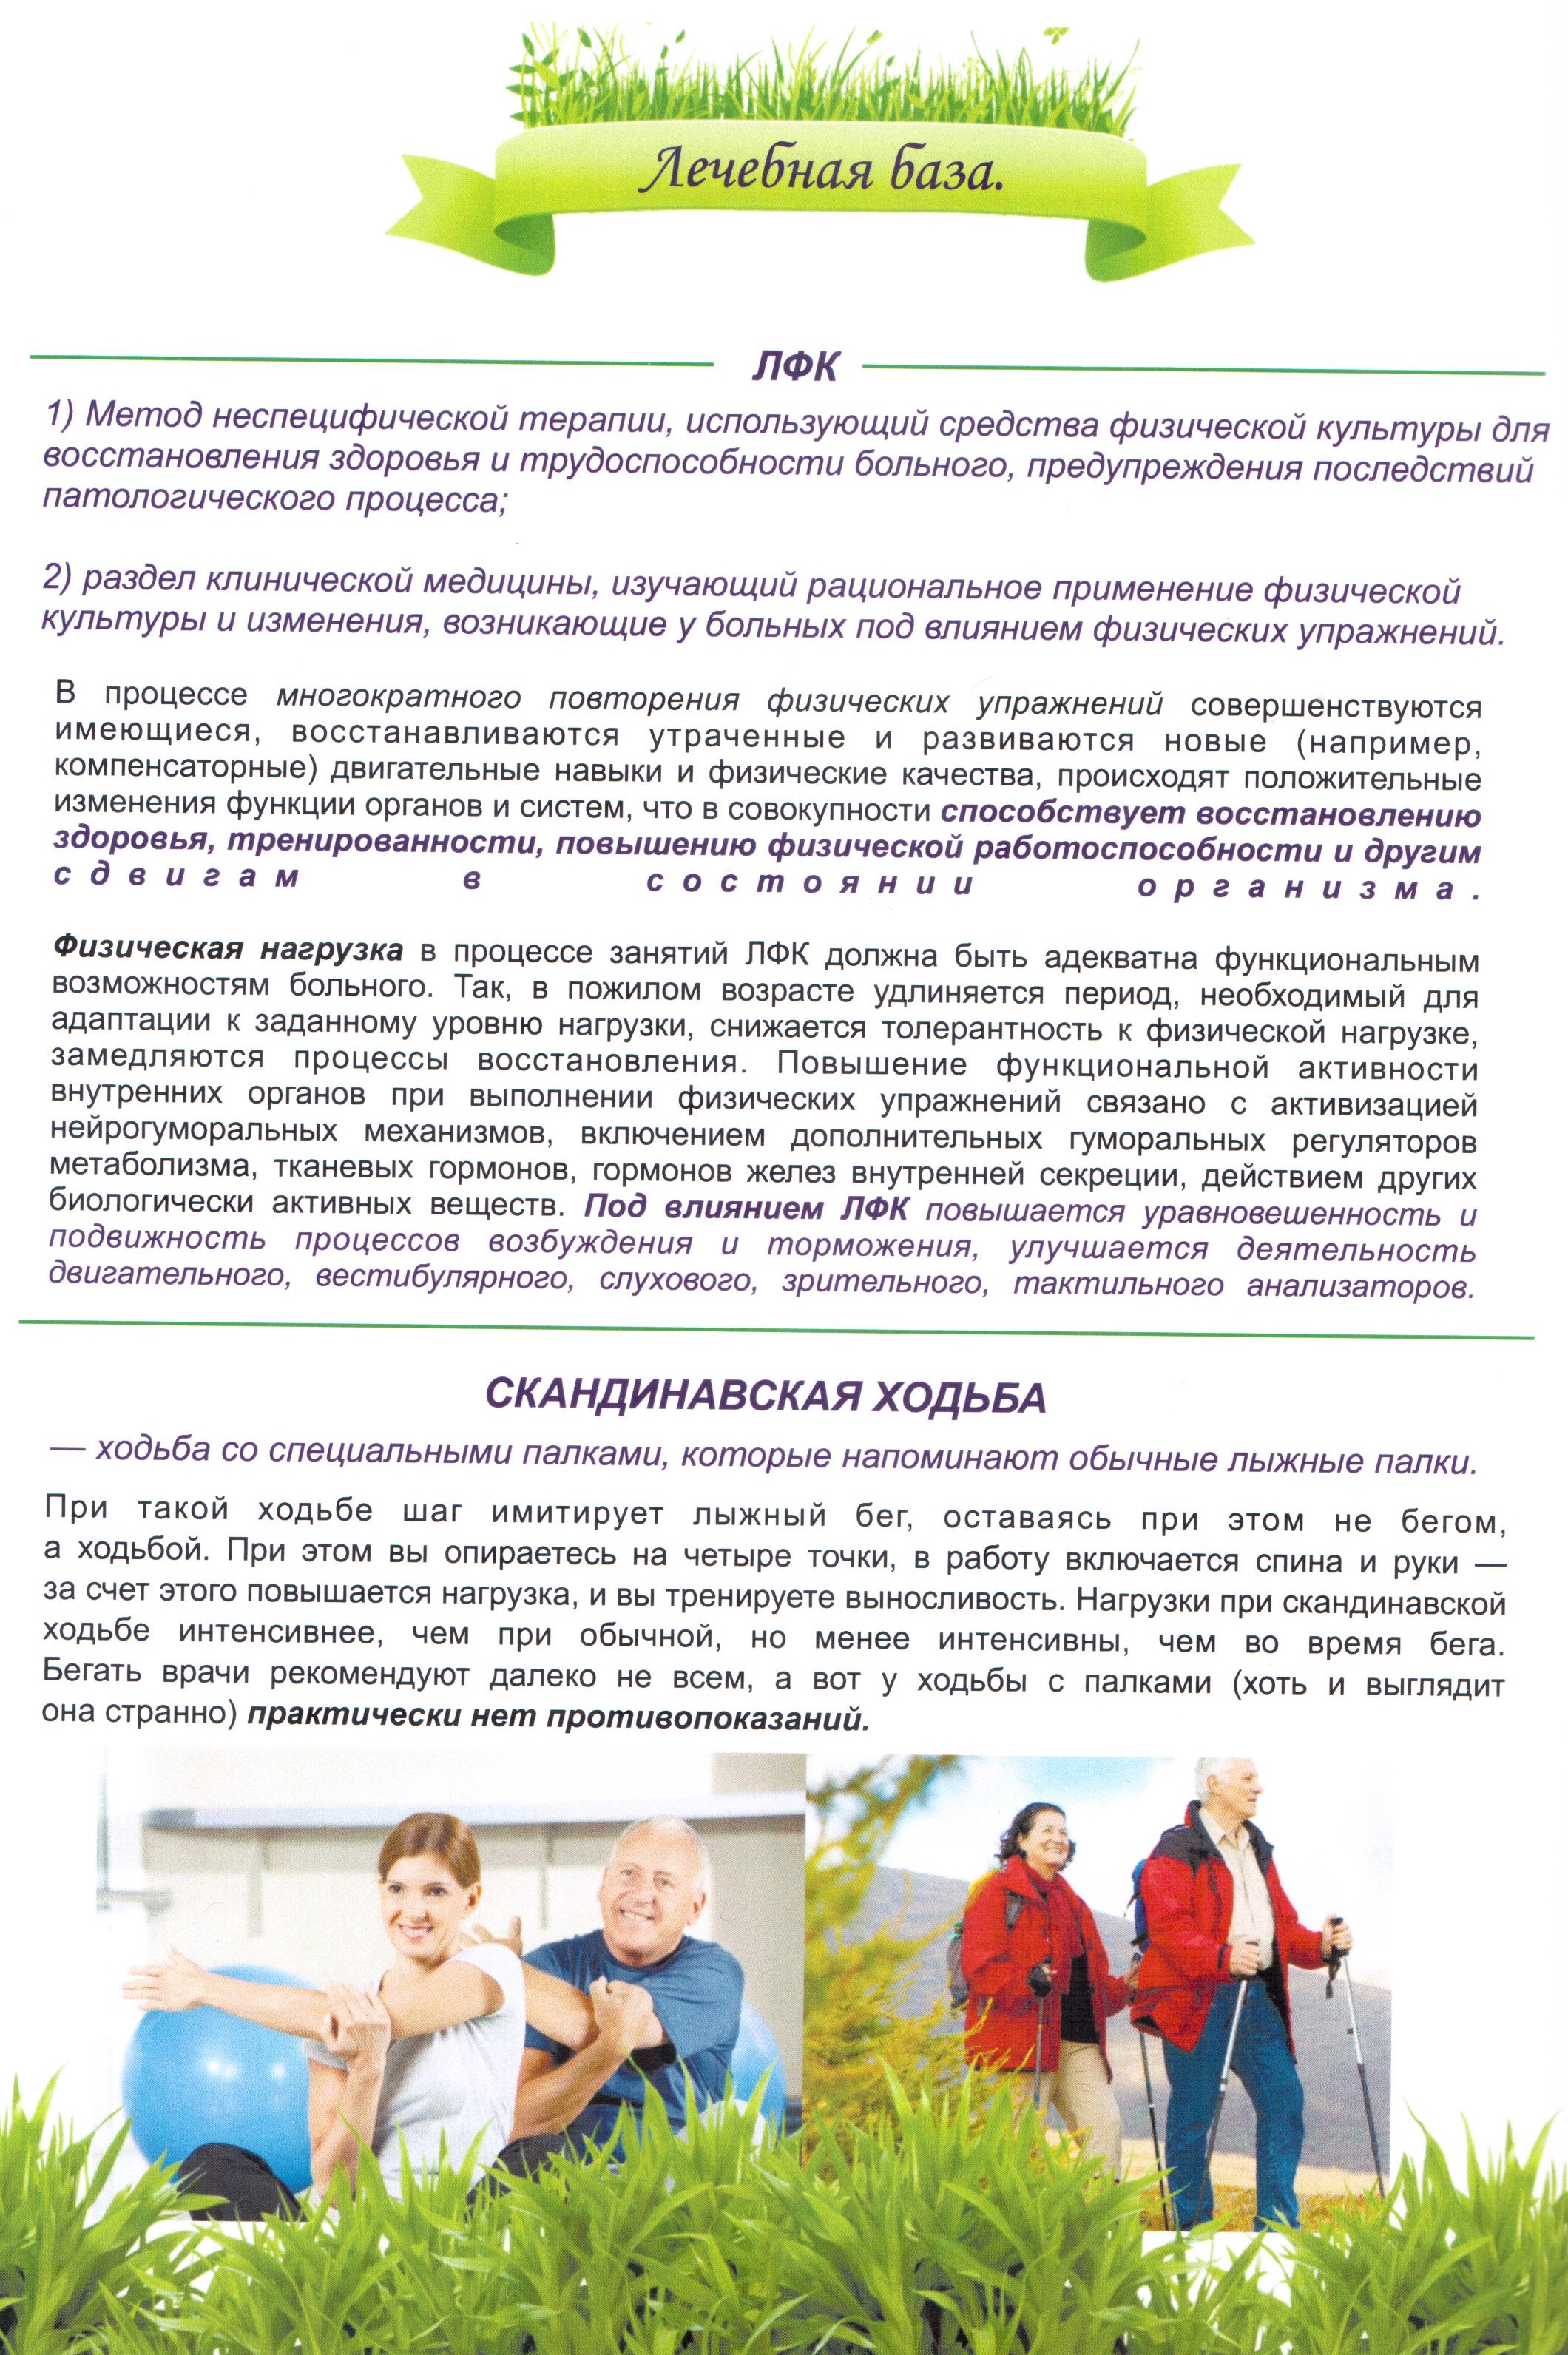 Лечебная база.
ЛФК
1) Метод неспецифической терапии, использующий средства физической культуры для
восстановления здоровья и трудоспособности больного, предупреждения последствий
патологического процесса;
2) раздел клинической медицины, изучающий рациональное применение физической
культуры и изменения, возникающие у больных под влиянием физических упражнений.
В процессе многократного повторения физических упражнений совершенствуются
имеющиеся, восстанавливаются утраченные и развиваются новые (например,
компенсаторные) двигательные навыки и физические качества, происходят положительные
изменения функции органов и систем, что в совокупности способствует восстановлению
здоровья, тренированности, повышению физической работоспособности и другим
сдвигам в состоянии организма.
Физическая нагрузка в процессе занятий ЛФК должна быть адекватна функциональным
возможностям больного. Так, в пожилом возрасте удлиняется период, необходимый для
адаптации к заданному уровню нагрузки, снижается толерантность к физической нагрузке,
замедляются процессы восстановления. Повышение функциональной активности
внутренних органов при выполнении физических упражнений связано с активизацией
нейрогуморальных механизмов, включением дополнительных гуморальных регуляторов
метаболизма, тканевых гормонов, гормонов желез внутренней секреции, действием других
биологически активных веществ. Под влиянием ЛФК повышается уравновешенность и
подвижность процессов возбуждения и торможения, улучшается деятельность
двигательного, вестибулярного, слухового, зрительного, тактильного анализаторов.
СКАНДИНАВСКАЯ ХОДЬБА
— ходьба со специальными палками, которые напоминают обычные лыжные палки.
При такой ходьбе шаг имитирует лыжный бег, оставаясь при этом не бегом,
а ходьбой. При этом вы опираетесь на четыре точки, в работу включается спина и руки —
за счет этого повышается нагрузка, и вы тренируете выносливость. Нагрузки при скандинавской
ходьбе интенсивнее, чем при обычной, но менее интенсивны, чем во время бега.
Бегать врачи рекомендуют далеко не всем, а вот у ходьбы с палками (хоть и выглядит
она странно) практически нет противопоказаний.